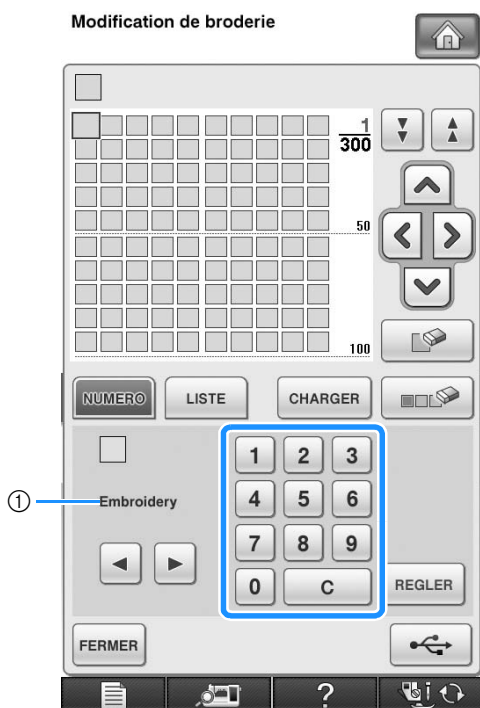 Modification de broderie
1
300
50
100
NUMERO LISTE CHARGER
1 2 3
① Embroidery 4 5 6
7 8 9
0 C REGLER
FERMER
? i